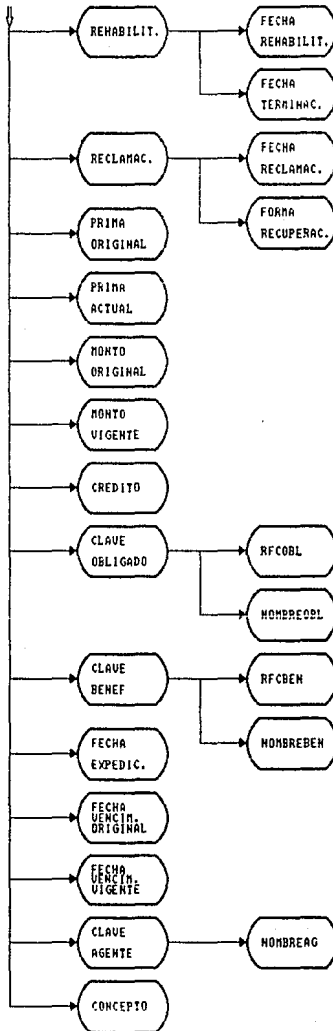 REHABILIT.
FECHA
REHABILIT.
FECHA
TERMINAC.
RECLAMAC.
FECHA
RECLAMAC.
FORMA
RECUPERAC.
PRIMA
ORIGINAL
PRIMA
ACTUAL
MONTO
ORIGINAL
MONTO
VIGENTE
CREDITO
CLAVE
OBLIGADO
RFCOBL
NOMBREOBL
CLAVE
BENEF
RFCBEN
NOMBREBEN
FECHA
EXPEDIC.
FECHA
VENCIM.
ORIGINAL
FECHA
VENCIM.
VIGENTE
CLAVE
AGENTE
NOMBREAG
CONCEPTO